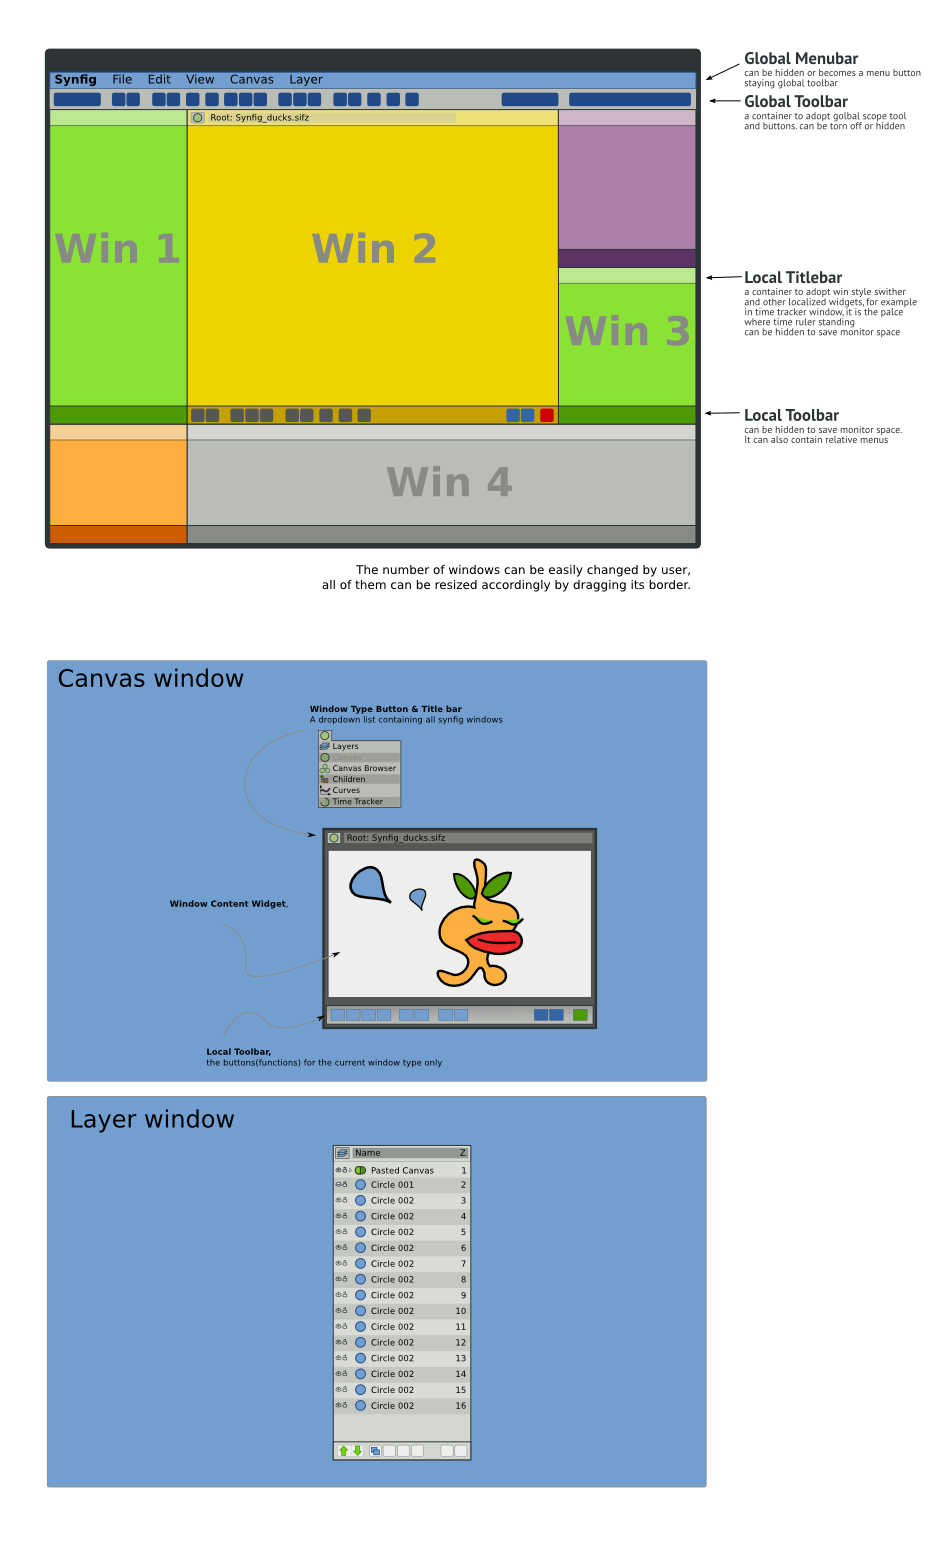 Synfig File Edit View Canvas Layer
Root: Synfig_ducks.sifz
Win 1
Win 2
Win 3
Win 4
Global Menubar
can be hidden or becomes a menu button
staying global toolbar
Global Toolbar
a container to adopt golbal scope tool
and buttons. can be torn off or hidden
Local Titlebar
a container to adopt win style swither
and other localized widgets, for example
in time tracker window, it is the palce
where time ruler standing
can be hidden to save monitor space
Local Toolbar
can be hidden to save monitor space.
It can also contain relative menus
The number of windows can be easily changed by user,
all of them can be resized accordingly by dragging its border.
Canvas window
Window Type Button & Title bar
A dropdown list containing all synfig windows
Layers
Canvas
Canvas Browser
Children
Curves
Time Tracker
Root: Synfig_ducks.sifz
Window Content Widget,
Local Toolbar,
the buttons(functions) for the current window type only
Layer window
Name Z
Pasted Canvas 1
Circle 001 2
Circle 002 3
Circle 002 4
Circle 002 5
Circle 002 6
Circle 002 7
Circle 002 8
Circle 002 9
Circle 002 10
Circle 002 11
Circle 002 12
Circle 002 13
Circle 002 14
Circle 002 15
Circle 002 16